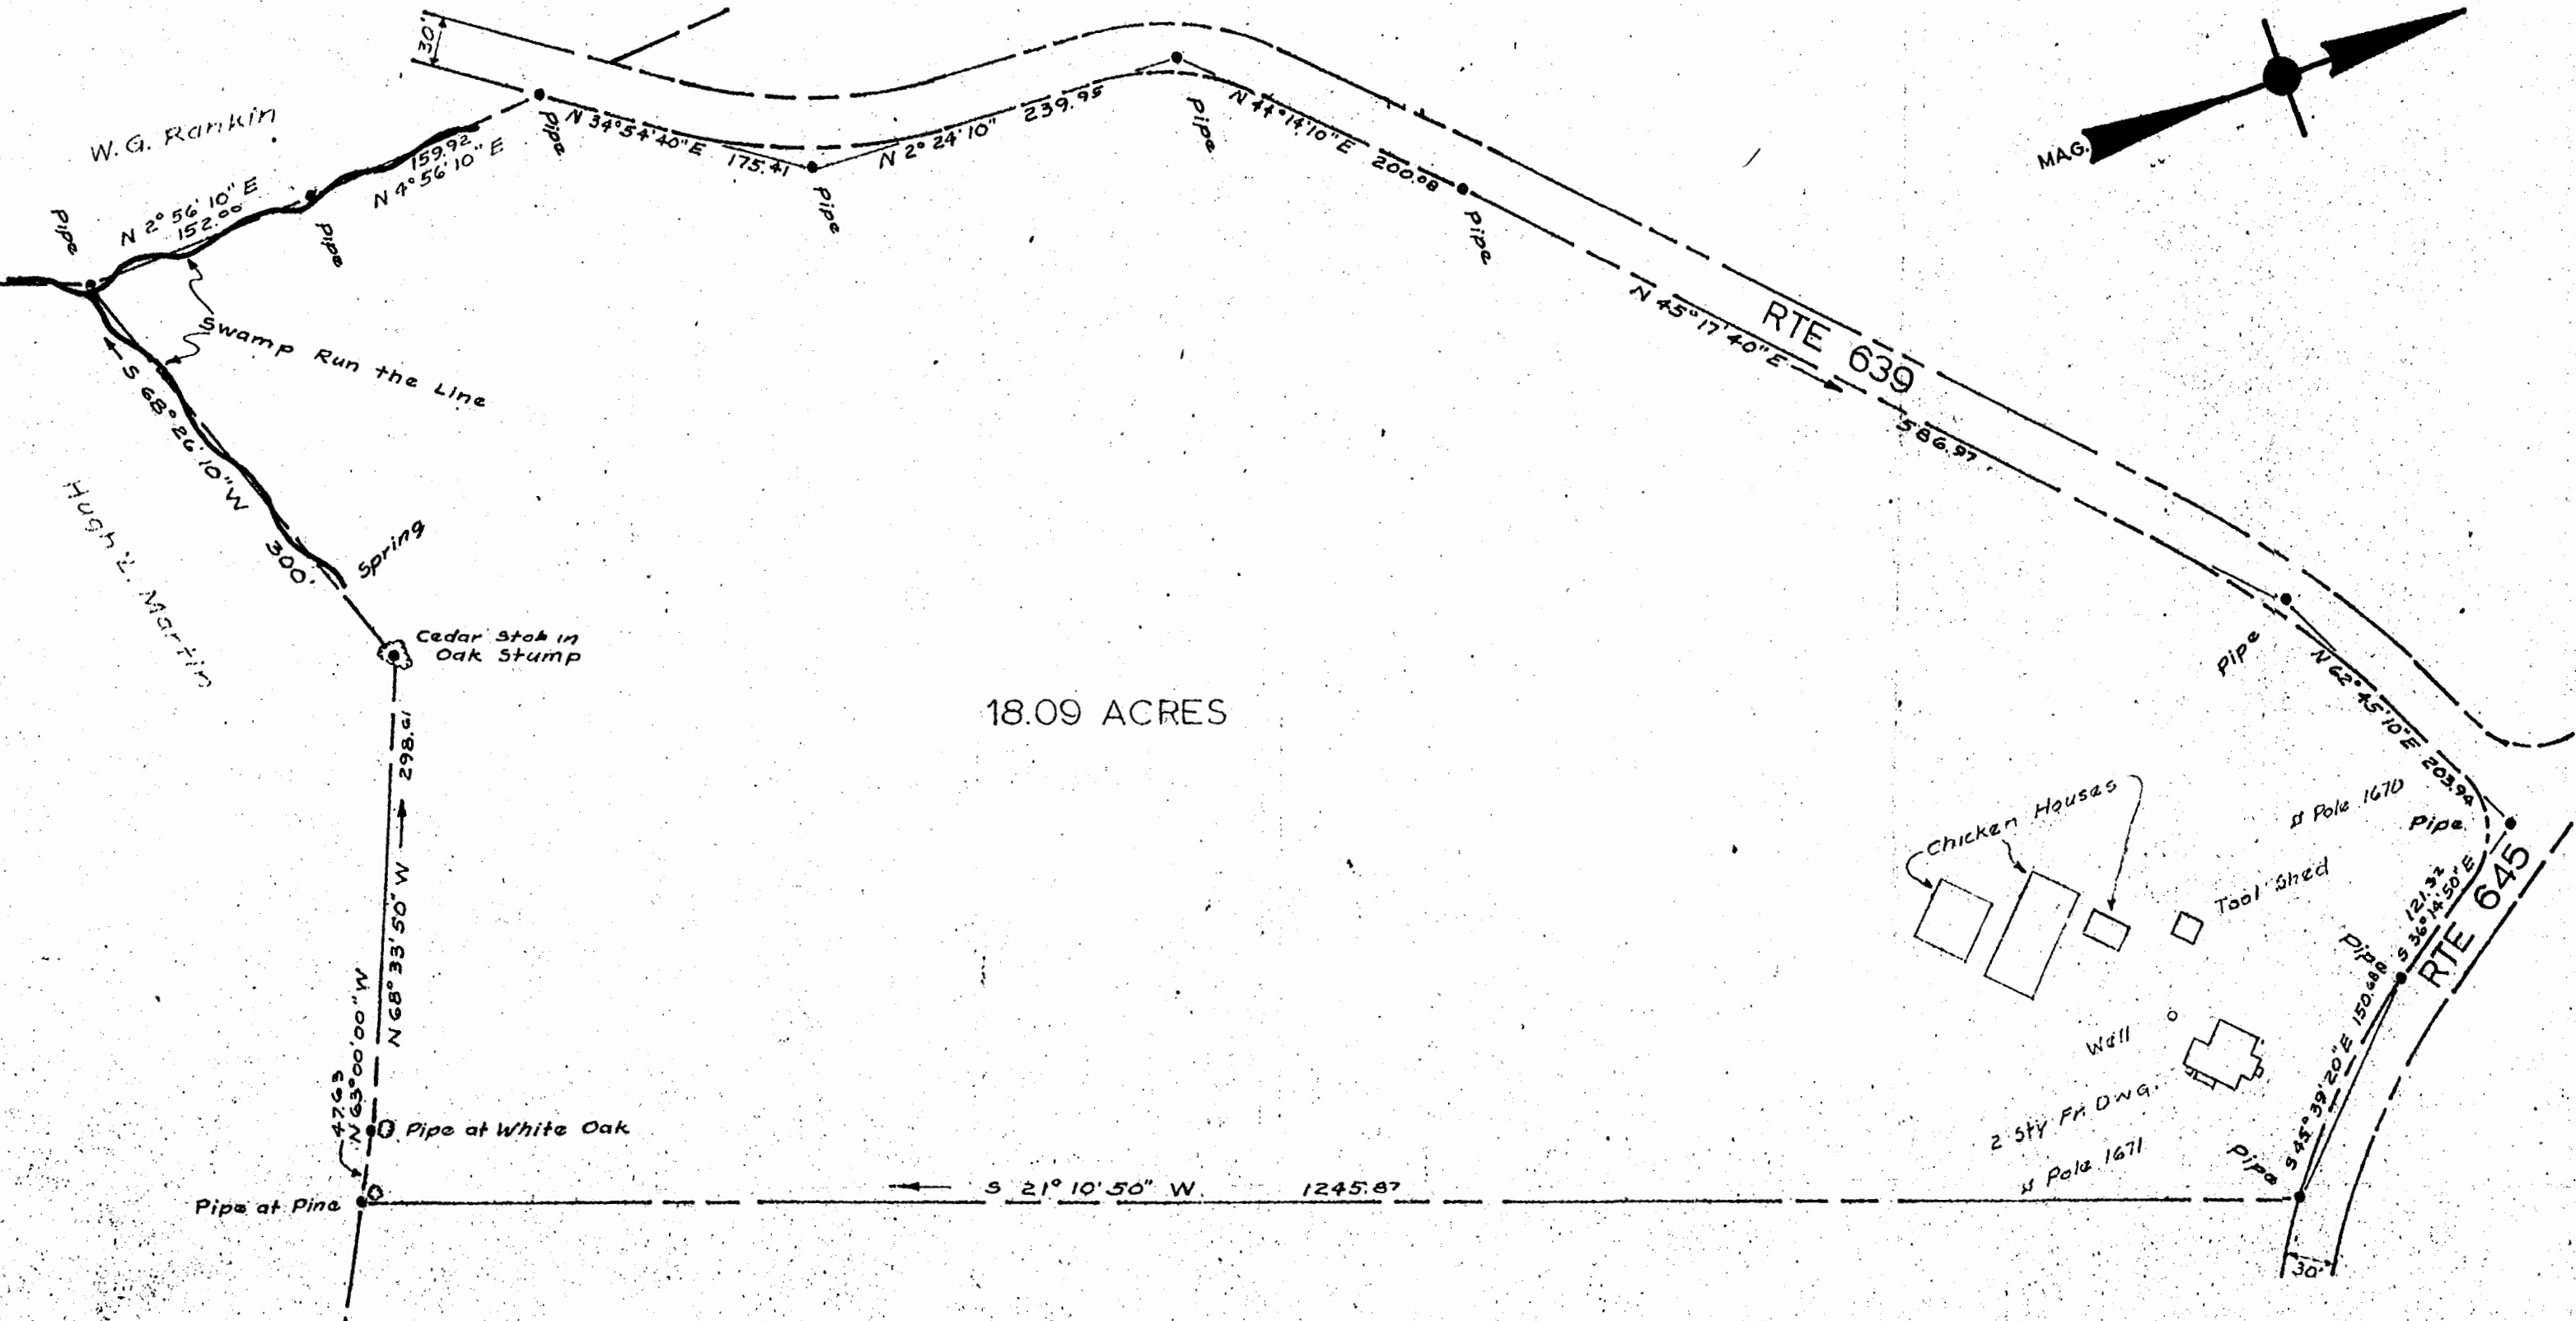 30'
W.G. Rankin
MAG.
Pipe
N 34°54'40"E 175.41
Pipe
N 2°24'10" 239.95
Pipe
N 44°14'10"E 200.08
Pipe
159.92
N 4°56'10"E
Pipe
N 2°56'10"E
152.00
Pipe
Swamp Run the Line
S 68°26'10"W 300'
Spring
Hugh L. Martin
Cedar Stob in
Oak Stump
RTE 639
N 45°17'40"E 586.97
Pipe
N 62°45'10"E 203.94
Pipe
18.09 ACRES
Chicken Houses
Pole 1670
Tool Shed
121.32
S 36°14'50"E
RTE 645
Pipe
S 45°39'20"E 150.68
Well
2 Sty Fr. Dwg.
Pole 1671
Pipe
N 68°33'50"W 298.61
47.63
N 63°00'00"W
Pipe at White Oak
Pipe at Pine
S 21°10'50" W 1245.87
30'